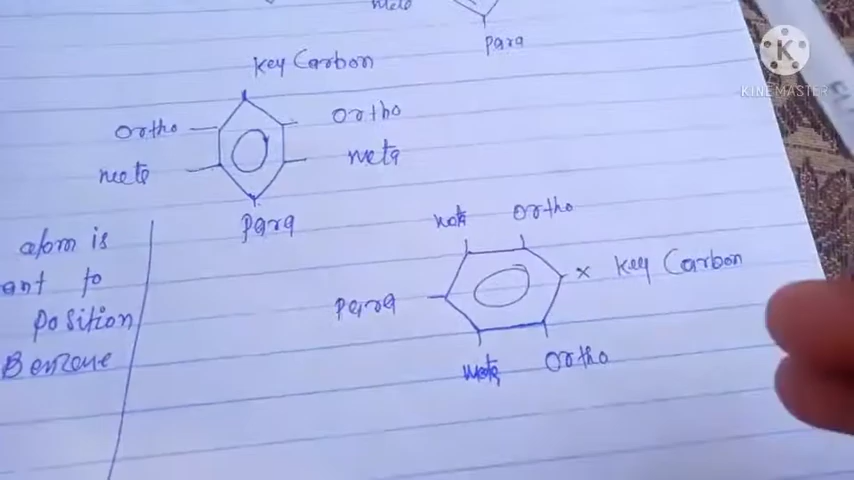 meta
para
K
KINEMASTER
Key Carbon
Ortho
Ortho
meta
meta
para
meta
Ortho
x Key Carbon
para
meta
Ortho
atom is
ant to
position
Benzene